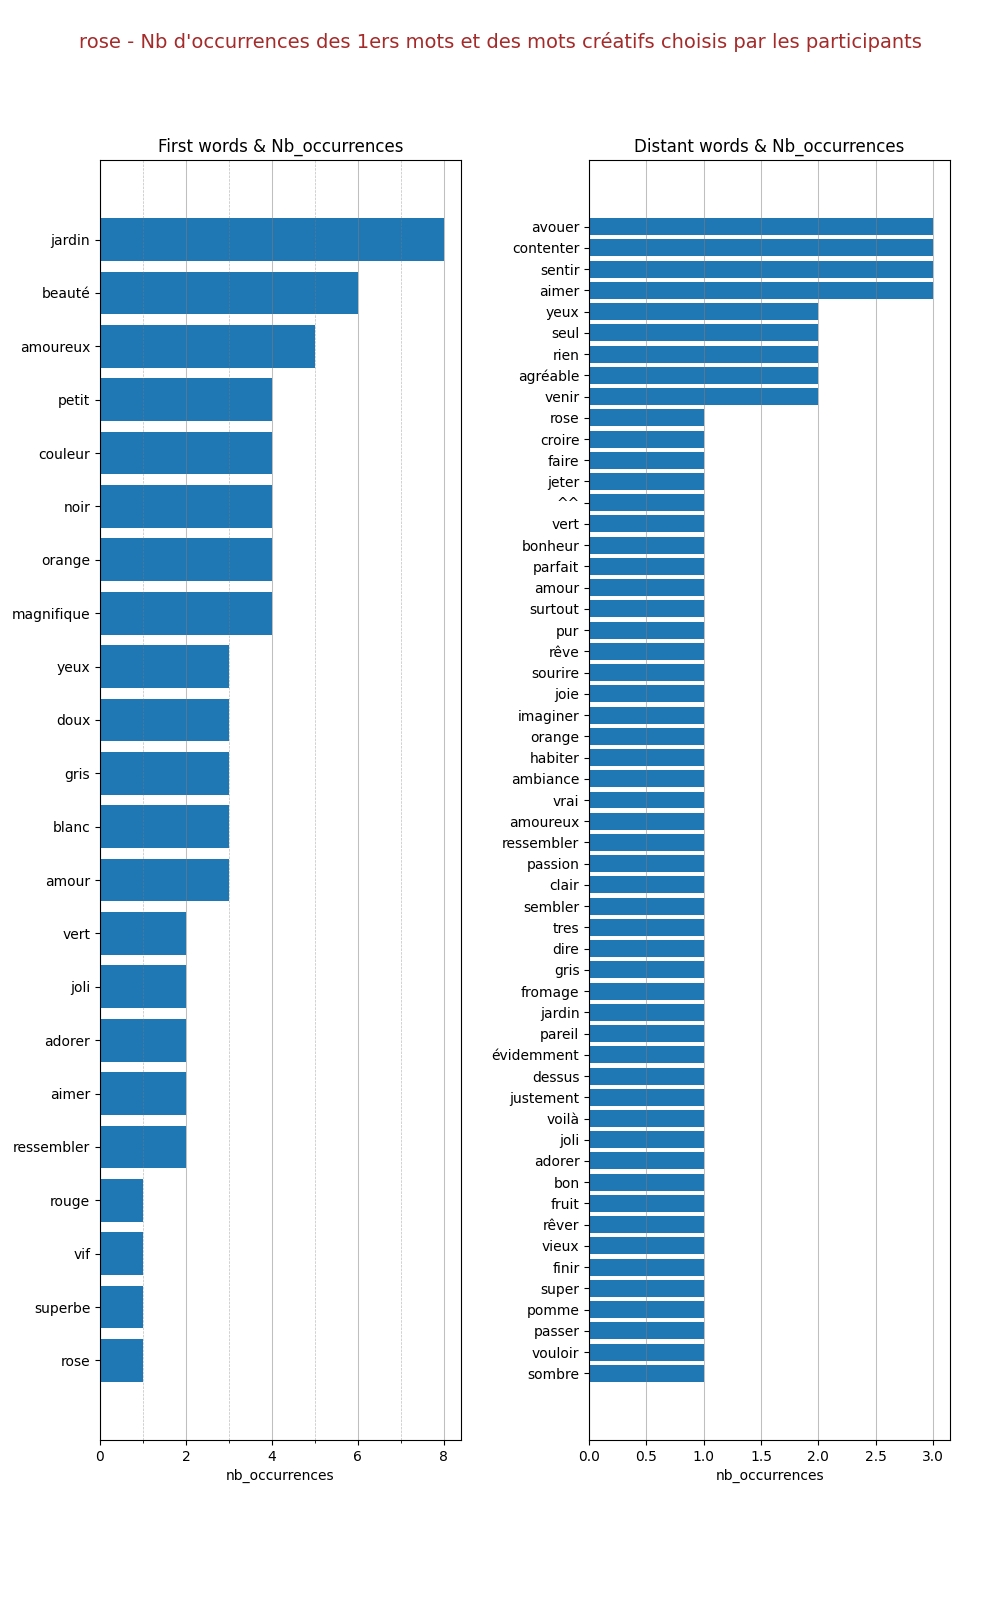 rose - Nb d'occurrences des 1ers mots et des mots créatifs choisis par les participants
First words & Nb_occurrences
jardin
beauté
amoureux
petit
couleur
noir
orange
magnifique
yeux
doux
gris
blanc
amour
vert
joli
adorer
aimer
ressembler
rouge
vif
superbe
rose
0 2 4 6 8
nb_occurrences
Distant words & Nb_occurrences
avouer
contenter
sentir
aimer
yeux
seul
rien
agréable
venir
rose
croire
faire
jeter
^^
vert
bonheur
parfait
amour
surtout
pur
rêve
sourire
joie
imaginer
orange
habiter
ambiance
vrai
amoureux
ressembler
passion
clair
sembler
tres
dire
gris
fromage
jardin
pareil
évidemment
dessus
justement
voilà
joli
adorer
bon
fruit
rêver
vieux
finir
super
pomme
passer
vouloir
sombre
0.0 0.5 1.0 1.5 2.0 2.5 3.0
nb_occurrences